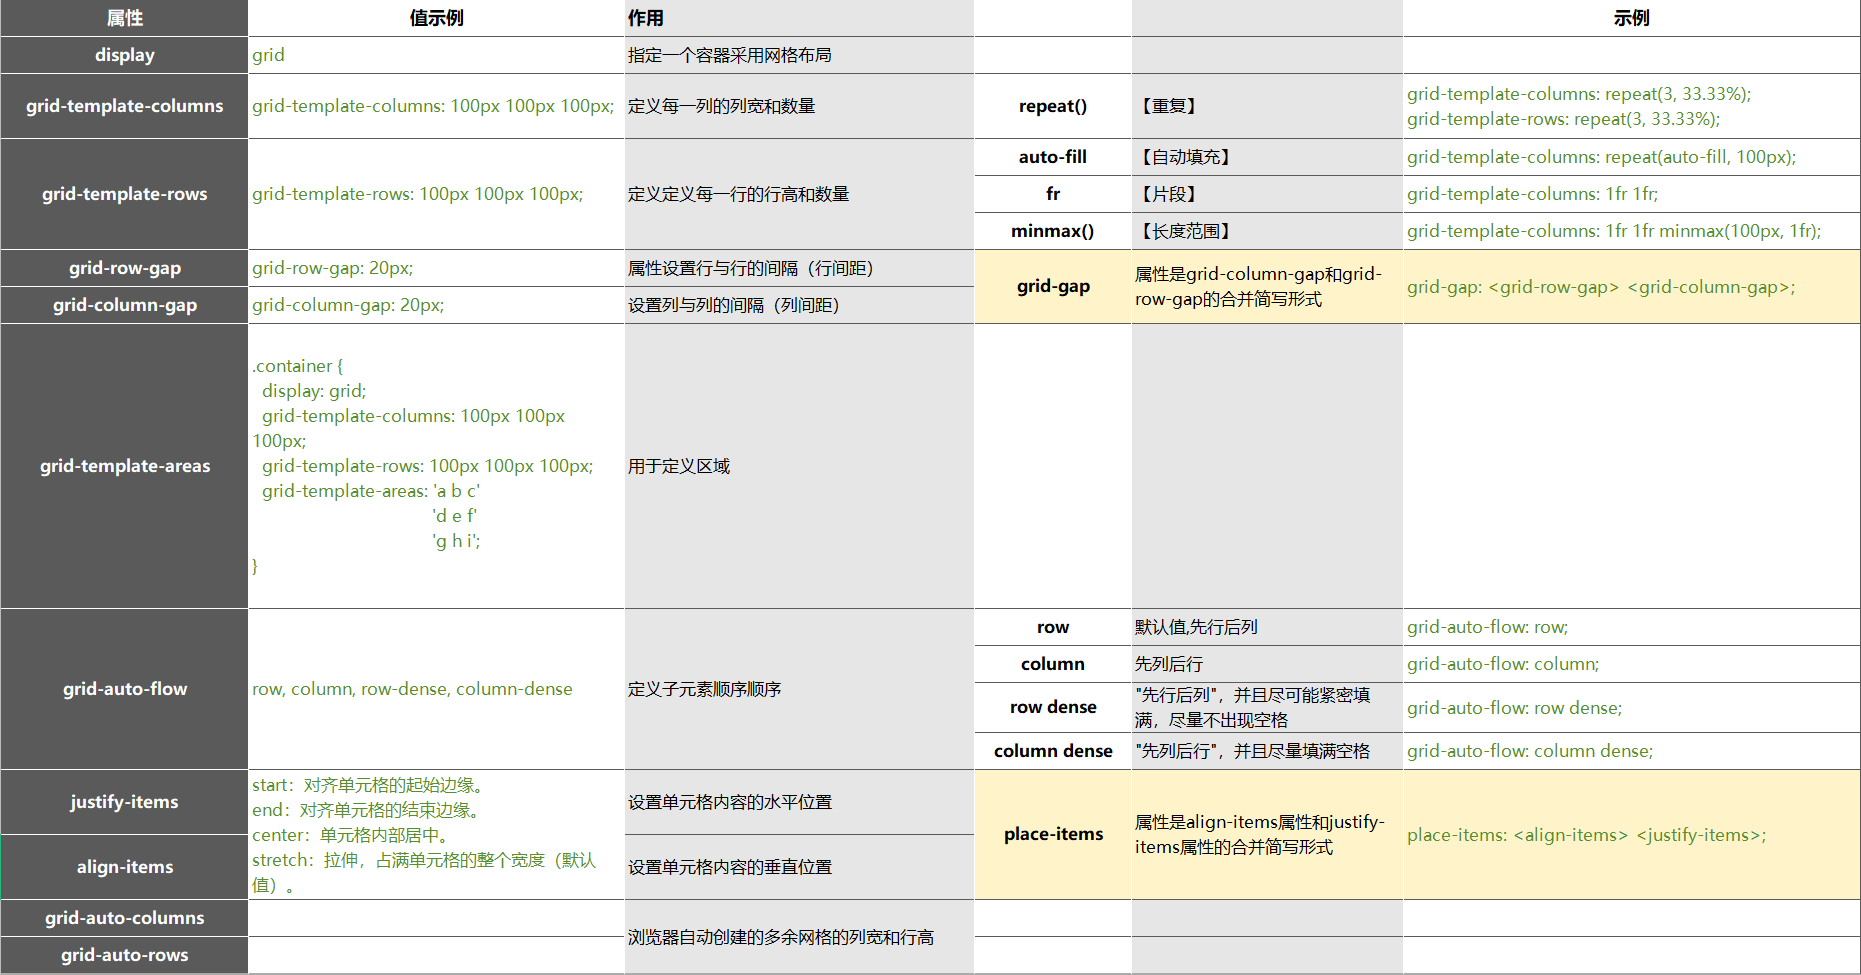 属性 值示例 作用 示例
display grid 指定一个容器采用网格布局
grid-template-columns grid-template-columns: 100px 100px 100px; 定义每一列的列宽和数量 repeat() 【重复】 grid-template-columns: repeat(3, 33.33%);
grid-template-rows: repeat(3, 33.33%);
grid-template-rows grid-template-rows: 100px 100px 100px; 定义定义每一行的行高和数量
auto-fill 【自动填充】 grid-template-columns: repeat(auto-fill, 100px);
fr 【片段】 grid-template-columns: 1fr 1fr;
minmax() 【长度范围】 grid-template-columns: 1fr 1fr minmax(100px, 1fr);
grid-row-gap grid-row-gap: 20px; 属性设置行与行的间隔（行间距）
grid-column-gap grid-column-gap: 20px; 设置列与列的间隔（列间距）
grid-gap 属性是grid-column-gap和grid-
row-gap的合并简写形式
grid-gap: <grid-row-gap> <grid-column-gap>;
grid-template-areas
.container {
display: grid;
grid-template-columns: 100px 100px
100px;
grid-template-rows: 100px 100px 100px;
grid-template-areas: 'a b c'
'd e f'
'g h i';
}
用于定义区域
grid-auto-flow row, column, row-dense, column-dense 定义子元素顺序顺序
row 默认值,先行后列 grid-auto-flow: row;
column 先列后行 grid-auto-flow: column;
row dense "先行后列"，并且尽可能紧密填
满，尽量不出现空格
grid-auto-flow: row dense;
column dense "先列后行"，并且尽量填满空格 grid-auto-flow: column dense;
justify-items
align-items
start：对齐单元格的起始边缘。
end：对齐单元格的结束边缘。
center：单元格内部居中。
stretch：拉伸，占满单元格的整个宽度（默认
值）。
设置单元格内容的水平位置
设置单元格内容的垂直位置
place-items 属性是align-items属性和justify-
items属性的合并简写形式
place-items: <align-items> <justify-items>;
grid-auto-columns
grid-auto-rows
浏览器自动创建的多余网格的列宽和行高